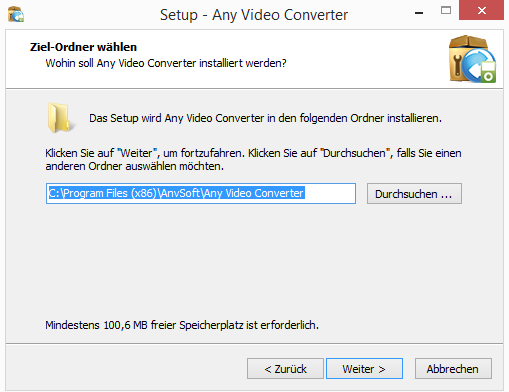 Setup - Any Video Converter
Ziel-Ordner wählen
Wohin soll Any Video Converter installiert werden?
Das Setup wird Any Video Converter in den folgenden Ordner installieren.
Klicken Sie auf "Weiter", um fortzufahren. Klicken Sie auf "Durchsuchen", falls Sie einen
anderen Ordner auswählen möchten.
C:\Program Files (x86)\AnvSoft\Any Video Converter
Durchsuchen ...
Mindestens 100,6 MB freier Speicherplatz ist erforderlich.
< Zurück
Weiter >
Abbrechen